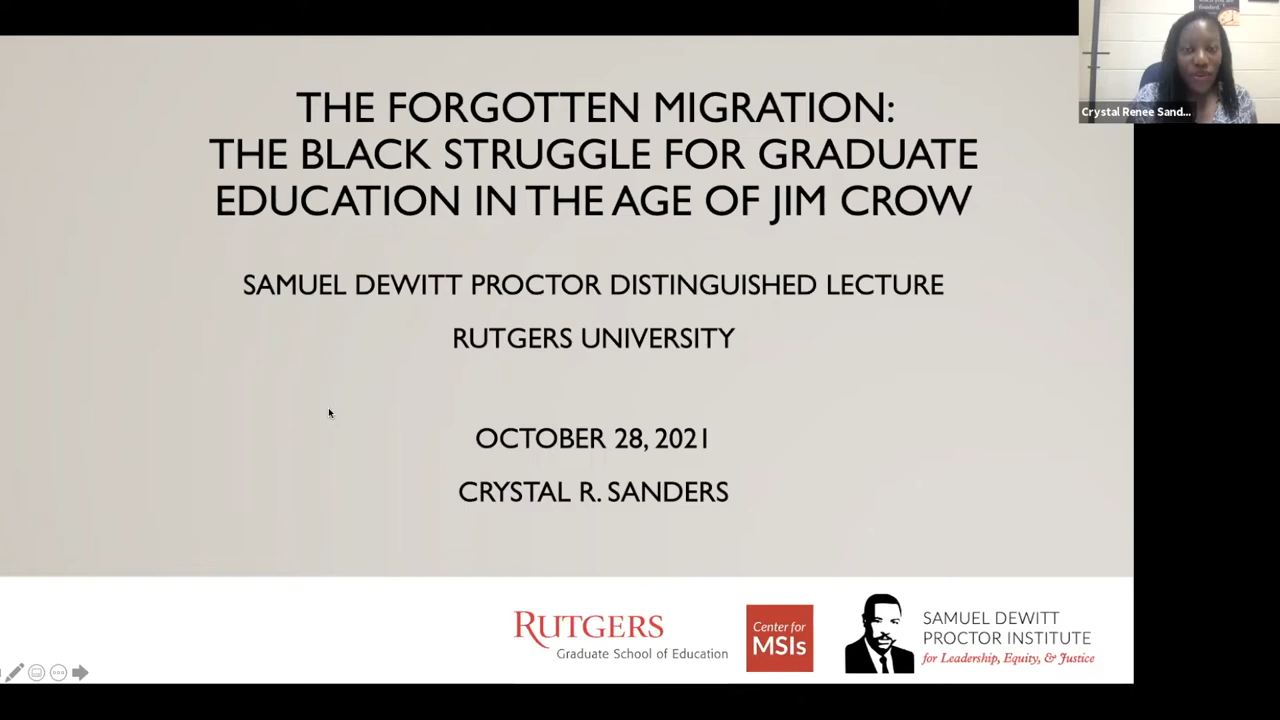 THE FORGOTTEN MIGRATION:
THE BLACK STRUGGLE FOR GRADUATE
EDUCATION IN THE AGE OF JIM CROW
SAMUEL DEWITT PROCTOR DISTINGUISHED LECTURE
RUTGERS UNIVERSITY
OCTOBER 28, 2021
CRYSTAL R. SANDERS
Crystal Renee Sand...
RUTGERS
Graduate School of Education
Center for
MSIs
SAMUEL DEWITT
PROCTOR INSTITUTE
for Leadership, Equity, & Justice